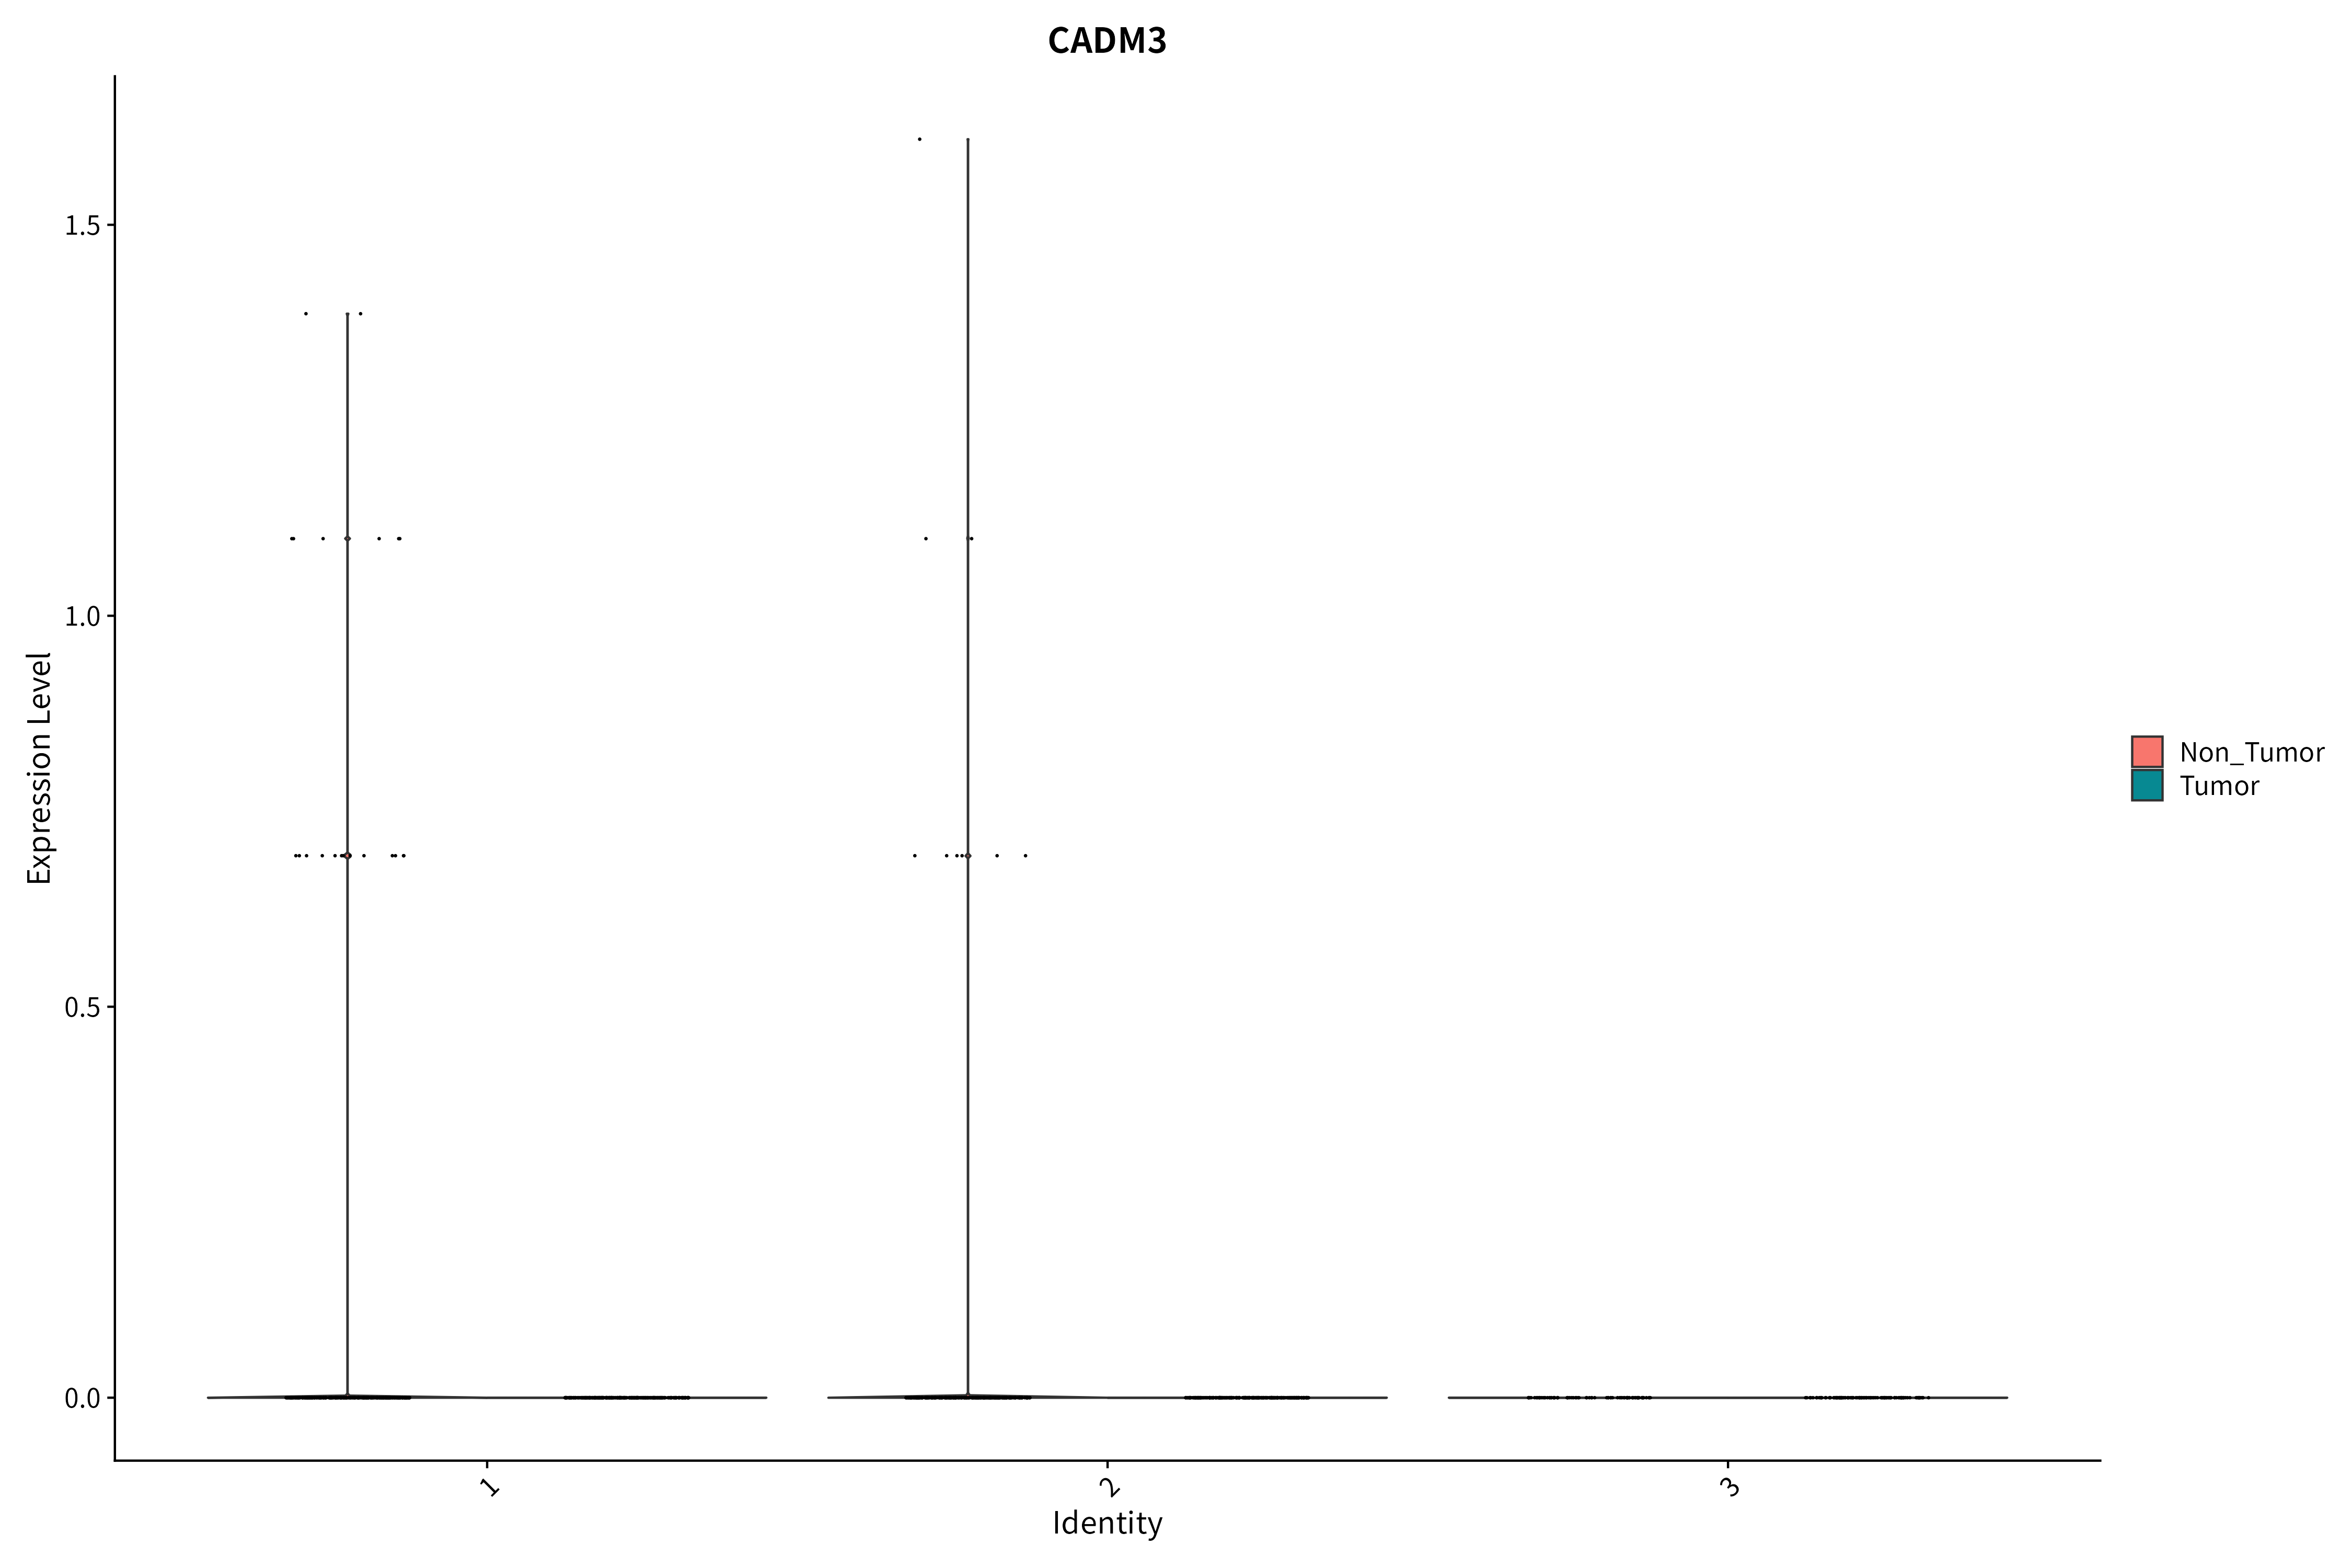 CADM3
Expression Level
1.5
1.0
0.5
0.0
1
2
3
Identity
Non_Tumor
Tumor